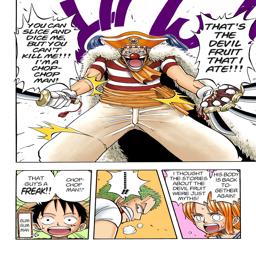 YOU CAN
SLICE AND
DICE ME,
BUT YOU
CAN'T
KILL ME!!!
I'M A
CHOP-
CHOP
MAN!!
THAT'S
THE
DEVIL
FRUIT
THAT I
ATE!!!
THAT
GUY'S A
FREAK!!
CHOP-
CHOP
MAN!?
I THOUGHT
THE STORIES
ABOUT THE
DEVIL FRUIT
WERE JUST
MYTHS!
HIS BODY
IS BACK
TO-
GETHER
AGAIN!